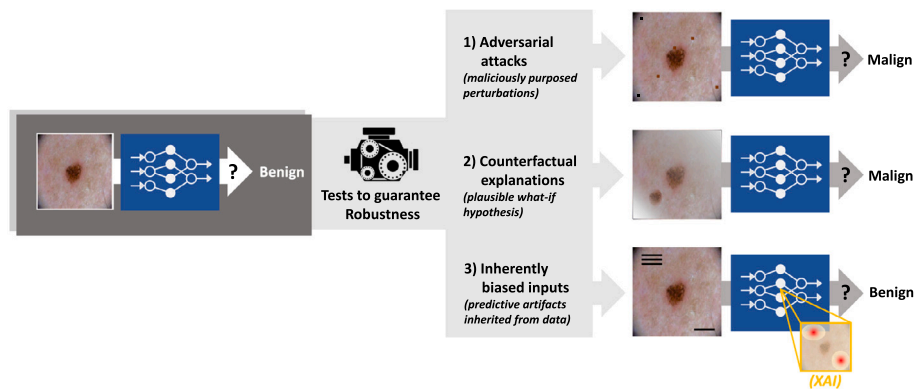 ?
Benign
Tests to guarantee
Robustness
1) Adversarial
attacks
(maliciously purposed
perturbations)
?
Malign
2) Counterfactual
explanations
(plausible what-if
hypothesis)
?
Malign
3) Inherently
biased inputs
(predictive artifacts
inherited from data)
?
Benign
(XAI)